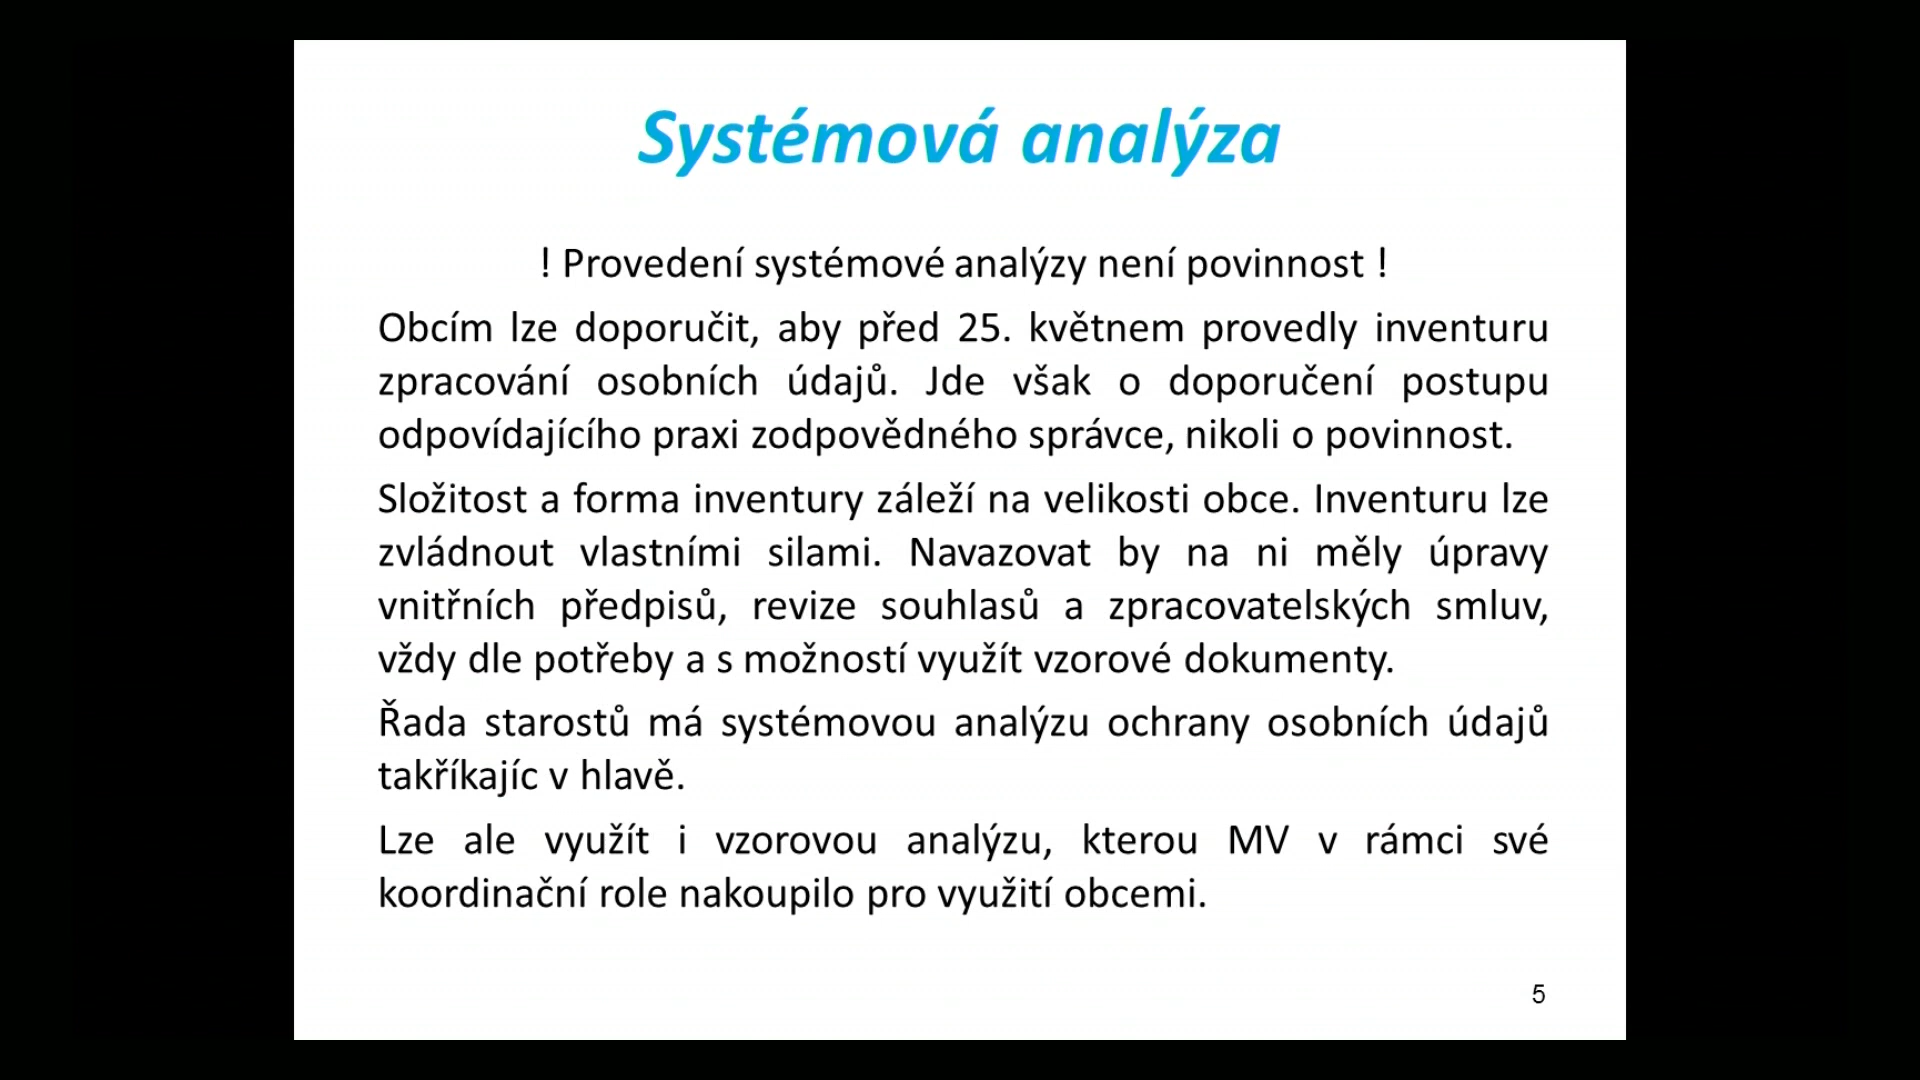 Systémová analýza
! Provedení systémové analýzy není povinnost !
Obcím lze doporučit, aby před 25. květnem provedly inventuru
zpracování osobních údajů. Jde však o doporučení postupu
odpovídajícího praxi zodpovědného správce, nikoli o povinnost.
Složitost a forma inventury záleží na velikosti obce. Inventuru lze
zvládnout vlastními silami. Navazovat by na ni měly úpravy
vnitřních předpisů, revize souhlasů a zpracovatelských smluv,
vždy dle potřeby a s možností využít vzorové dokumenty.
Řada starostů má systémovou analýzu ochrany osobních údajů
takříkajíc v hlavě.
Lze ale využít i vzorovou analýzu, kterou MV v rámci své
koordinační role nakoupilo pro využití obcemi.
5